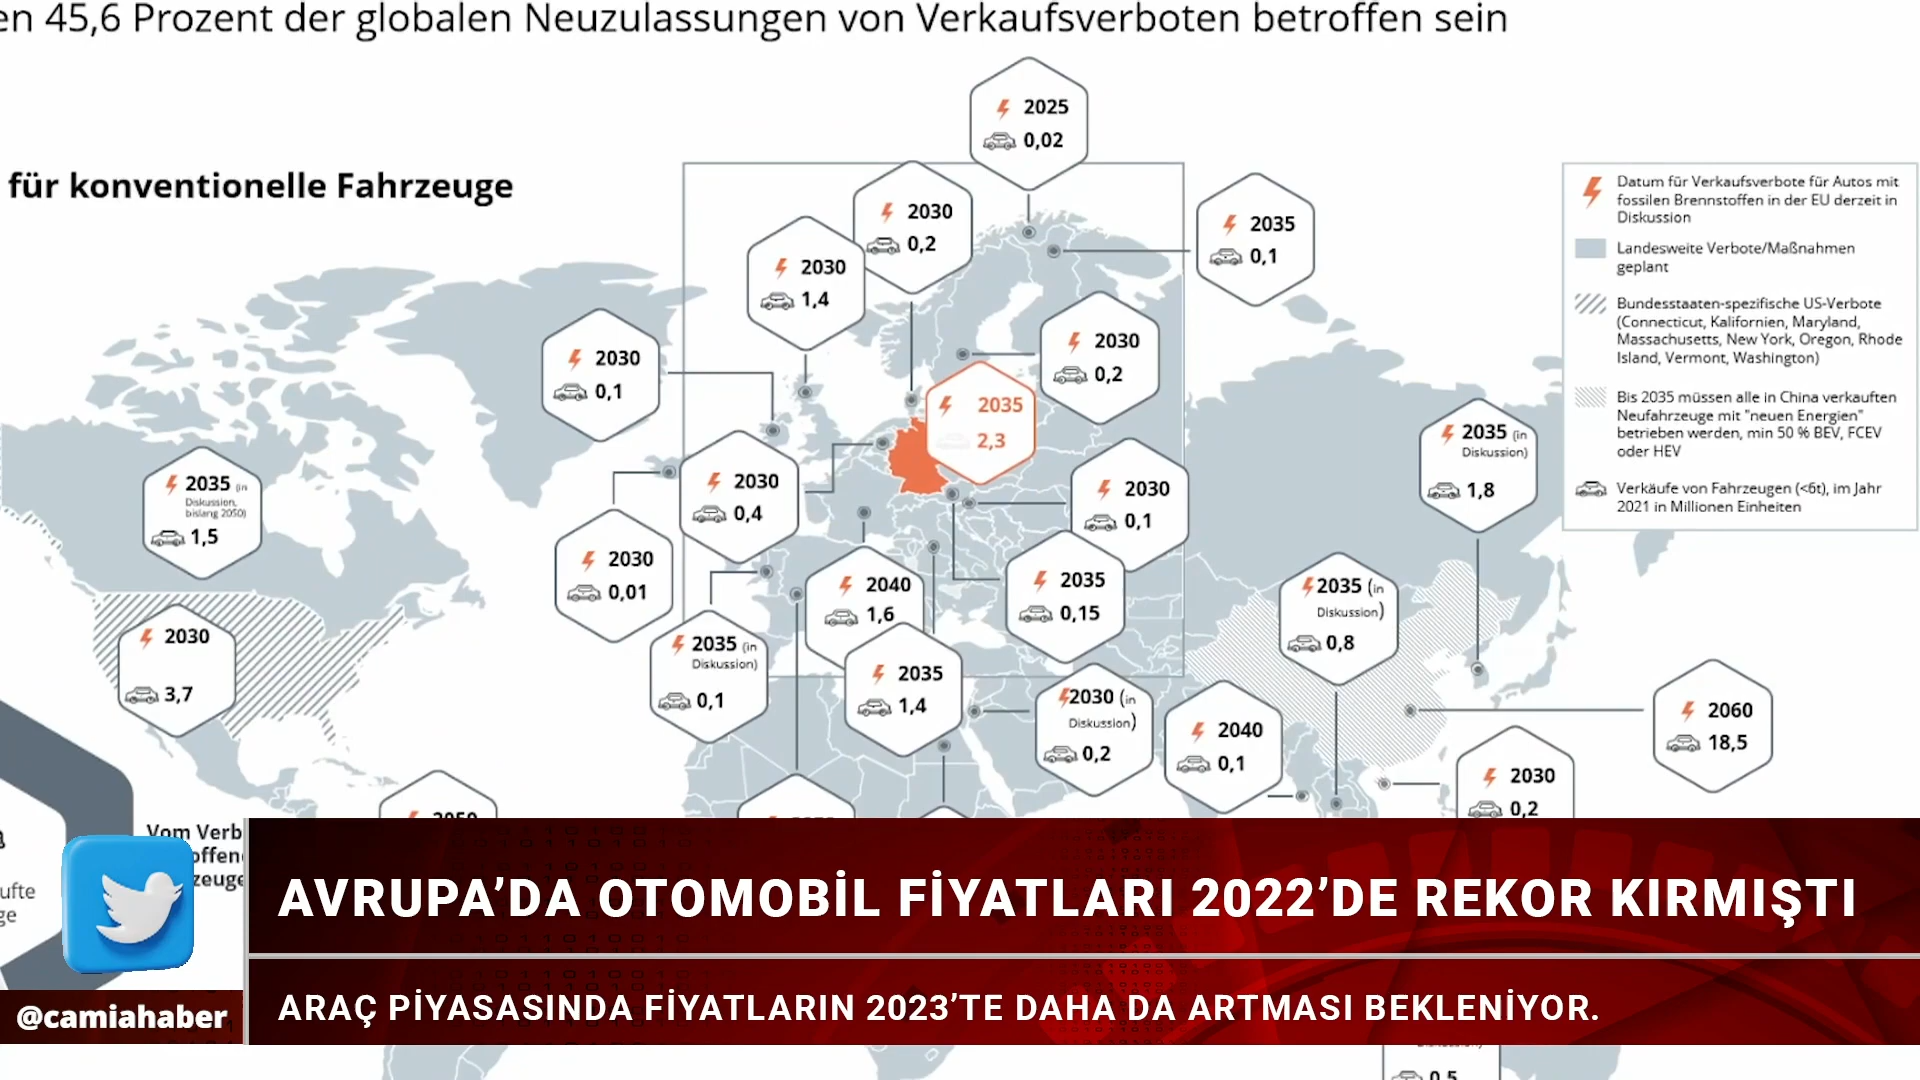 en 45,6 Prozent der globalen Neuzulassungen von Verkaufsverboten betroffen sein
für konventionelle Fahrzeuge
2025
0,02
2030
0,2
2035
0,1
2030
1,4
2030
0,1
2030
0,2
2035
2,3
2035 (in
Diskussion,
bislang 2050)
1,5
2030
0,4
2030
0,1
2035 (in
Diskussion)
1,8
2030
0,01
2040
1,6
2035
0,15
2035 (in
Diskussion)
0,8
2030
3,7
2035 (in
Diskussion)
0,1
2035
1,4
2030 (in
Diskussion)
0,2
2040
0,1
2060
18,5
2030
0,2
Datum für Verkaufsverbote für Autos mit
fossilen Brennstoffen in der EU derzeit in
Diskussion
Landesweite Verbote/Maßnahmen
geplant
Bundesstaaten-spezifische US-Verbote
(Connecticut, Kalifornien, Maryland,
Massachusetts, New York, Oregon, Rhode
Island, Vermont, Washington)
Bis 2035 müssen alle in China verkauften
Neufahrzeuge mit "neuen Energien"
betrieben werden, min 50 % BEV, FCEV
oder HEV
Verkäufe von Fahrzeugen (<6t), im Jahr
2021 in Millionen Einheiten
Vom Verb
offen
zeuge
ufte
ge
AVRUPA’DA OTOMOBİL FİYATLARI 2022’DE REKOR KIRMIŞTI
ARAÇ PİYASASINDA FİYATLARIN 2023’TE DAHA DA ARTMASI BEKLENİYOR.
@camiahaber
0,5